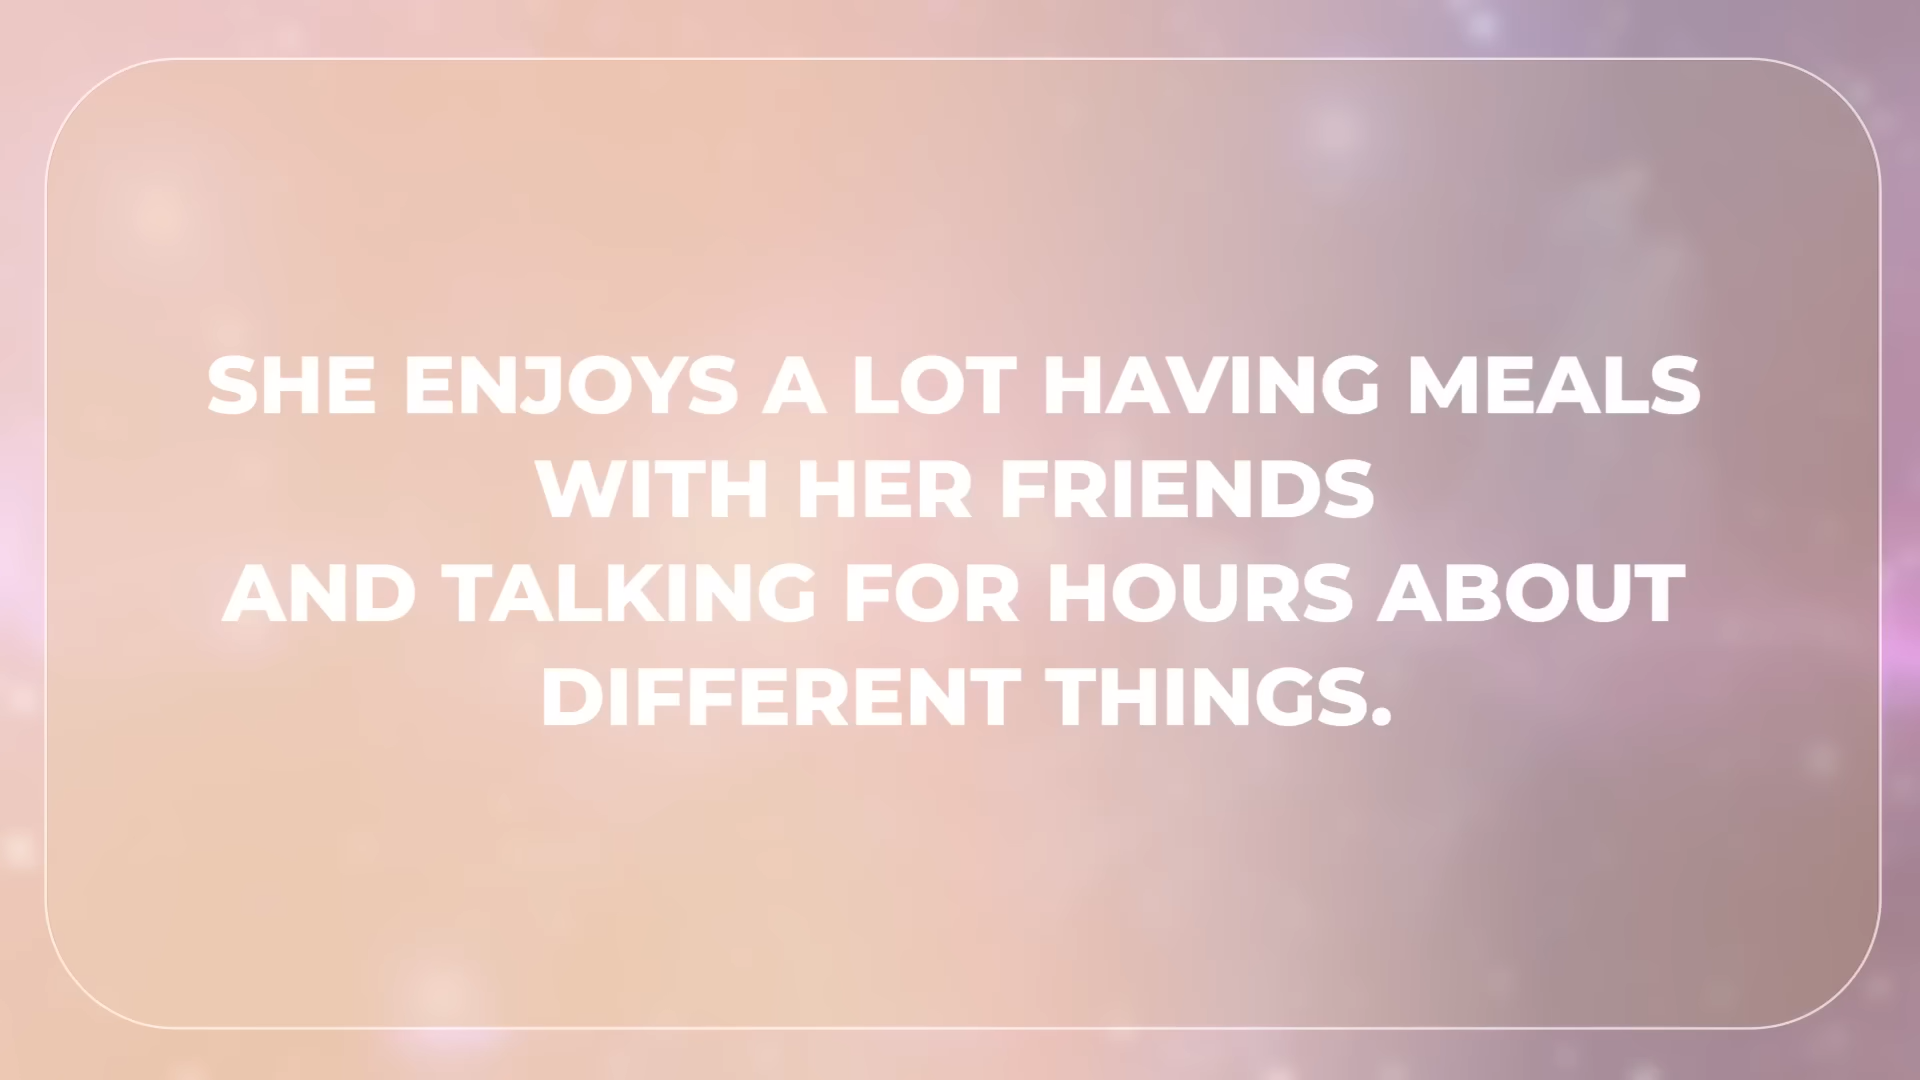 SHE ENJOYS A LOT HAVING MEALS
WITH HER FRIENDS
AND TALKING FOR HOURS ABOUT
DIFFERENT THINGS.